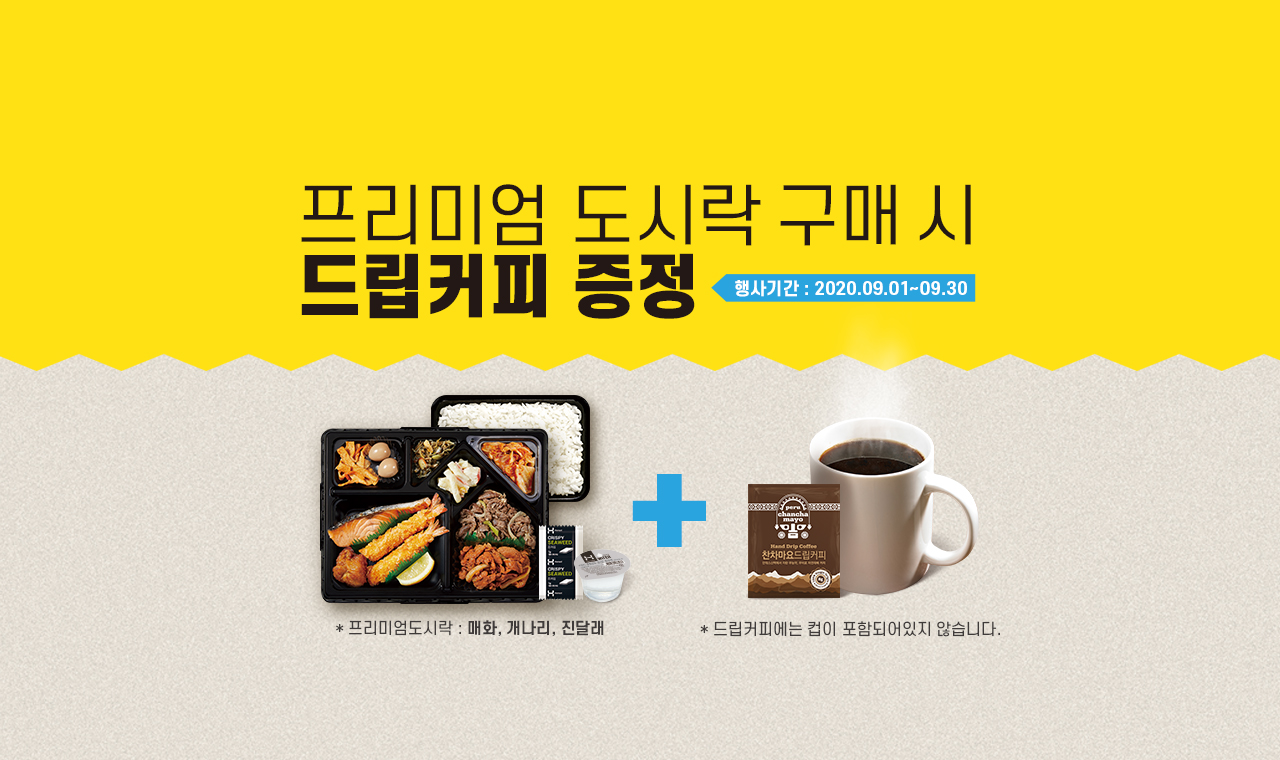 프리미엄 도시락 구매 시
드립커피 증정
행사기간 : 2020.09.01~09.30
CRISPY
SEAWEED
CRISPY
SEAWEED
peru
chancha
mayo
Hand Drip Coffee
찬차마요드립커피
* 프리미엄도시락 : 매화, 개나리, 진달래
* 드립커피에는 컵이 포함되어있지 않습니다.